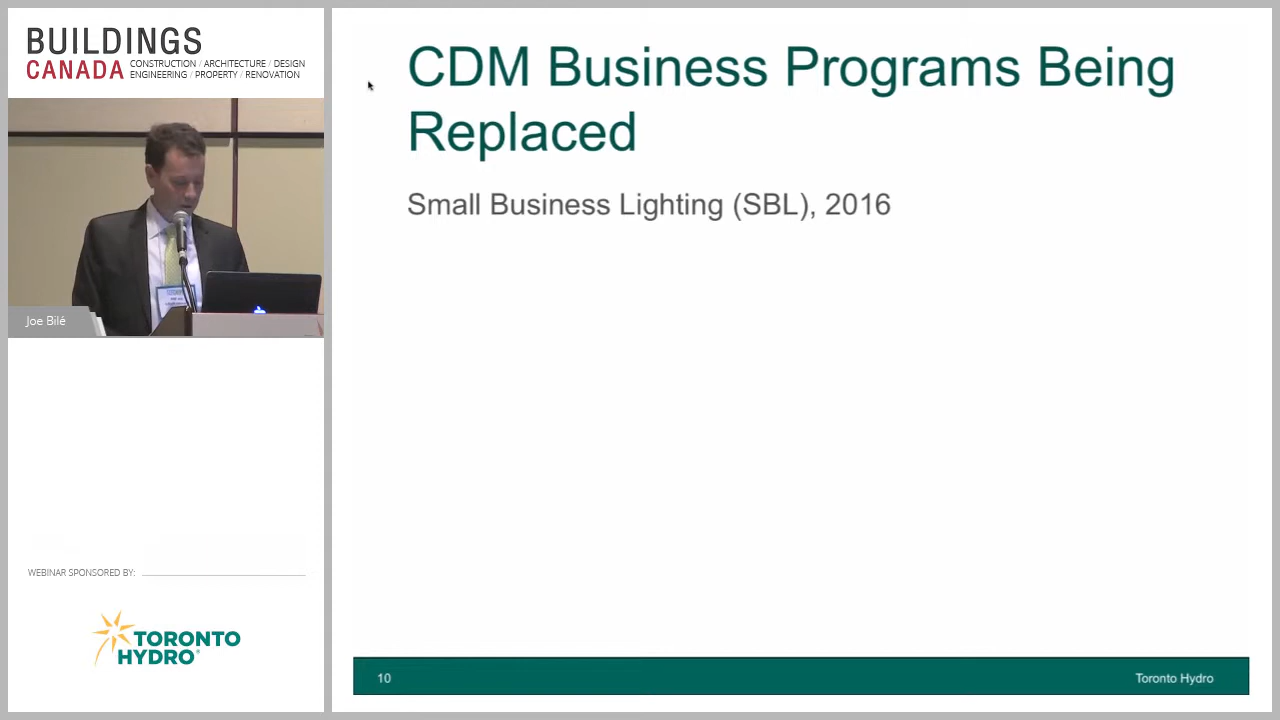 BUILDINGS
CANADA
CONSTRUCTION / ARCHITECTURE / DESIGN
ENGINEERING / PROPERTY / RENOVATION
Joe Bilé
WEBINAR SPONSORED BY:
TORONTO
HYDRO®
CDM Business Programs Being
Replaced
Small Business Lighting (SBL), 2016
10
Toronto Hydro